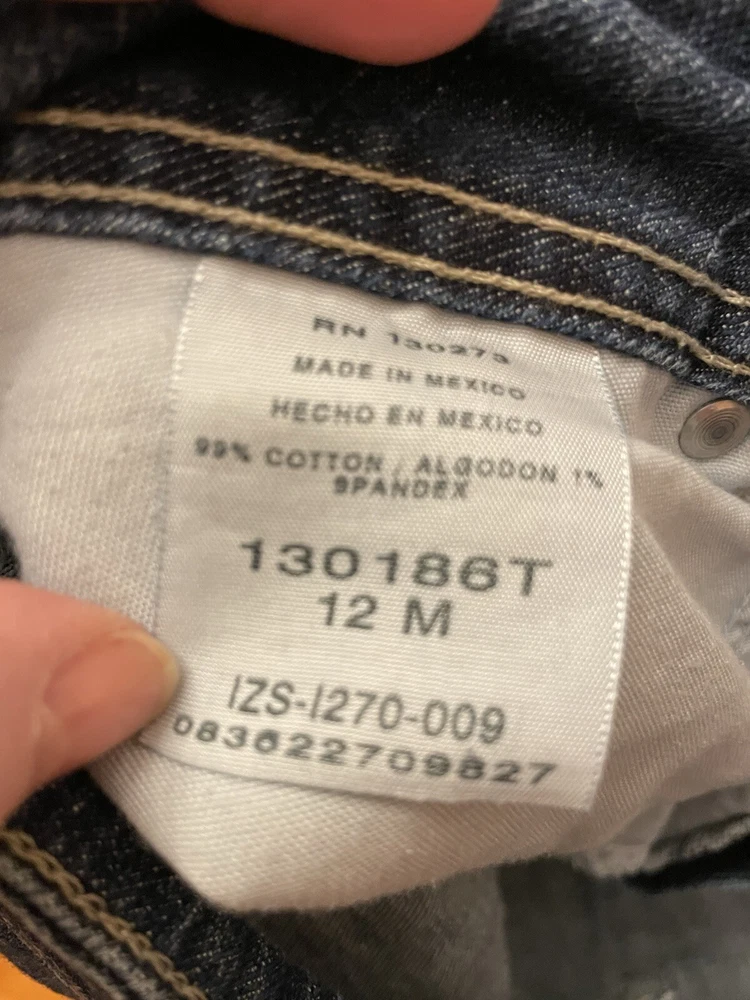 RN 130273
MADE IN MEXICO
HECHO EN MEXICO
99% COTTON / ALGODON 1%
SPANDEX
130186T
12 M
IZS-I270-009
083622709827